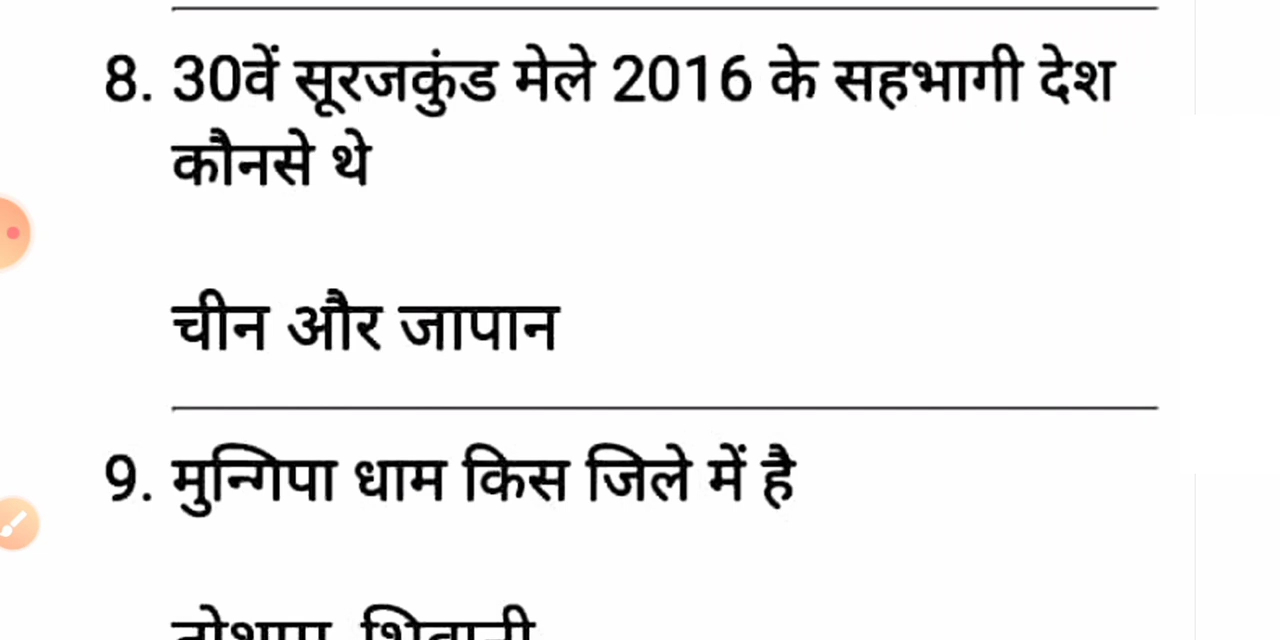 8. 30वें सूरजकुंड मेले 2016 के सहभागी देश
कौनसे थे
चीन और जापान
9. मुन्गिपा धाम किस जिले में है